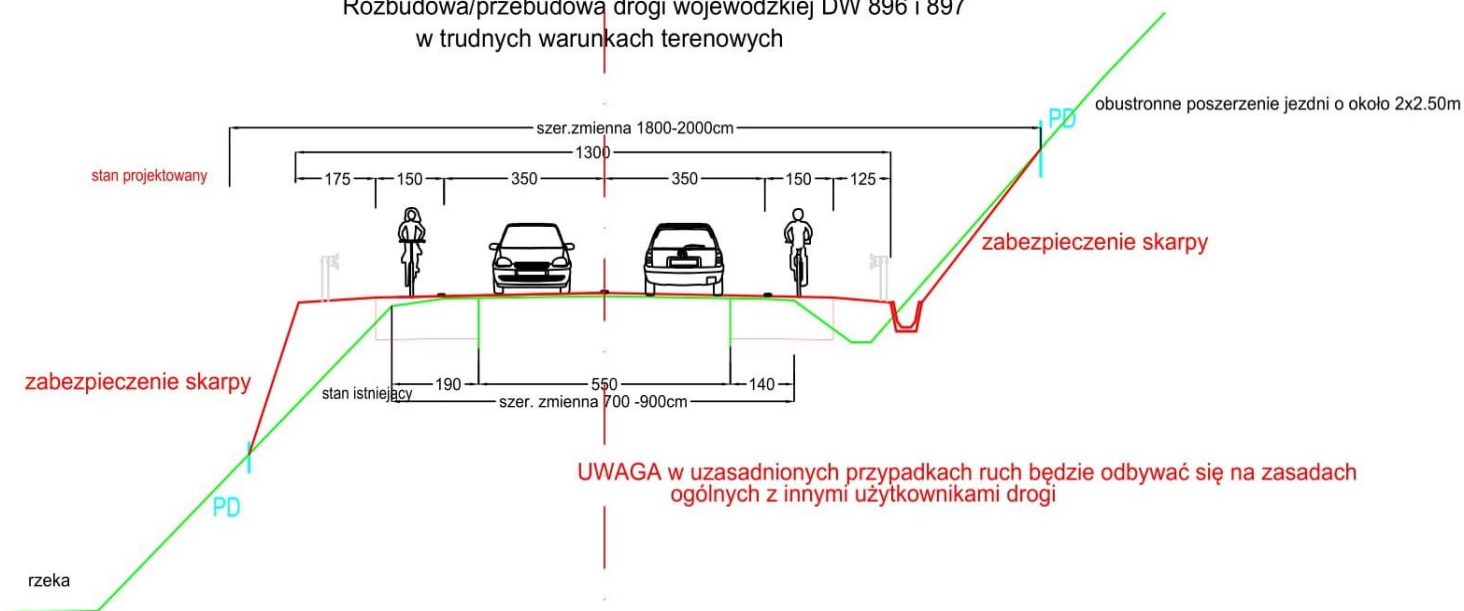 Rozbudowa/przebudowa drogi wojewódzkiej DW 896 i 897
w trudnych warunkach terenowych
obustronne poszerzenie jezdni o około 2x2.50m
PD
szer.zmienna 1800-2000cm
1300
stan projektowany
175 150 350 350 150 125
zabezpieczenie skarpy
zabezpieczenie skarpy
190 550 140
stan istniejący
szer. zmienna 700 -900cm
UWAGA w uzasadnionych przypadkach ruch będzie odbywać się na zasadach
ogólnych z innymi użytkownikami drogi
PD
rzeka